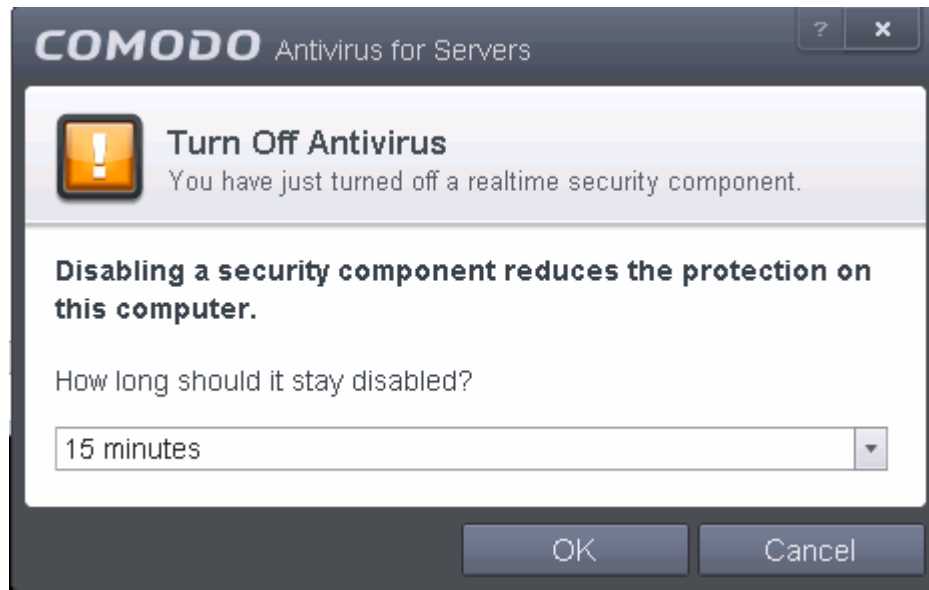 COMODO Antivirus for Servers
? x
Turn Off Antivirus
You have just turned off a realtime security component.
Disabling a security component reduces the protection on
this computer.
How long should it stay disabled?
15 minutes
OK Cancel